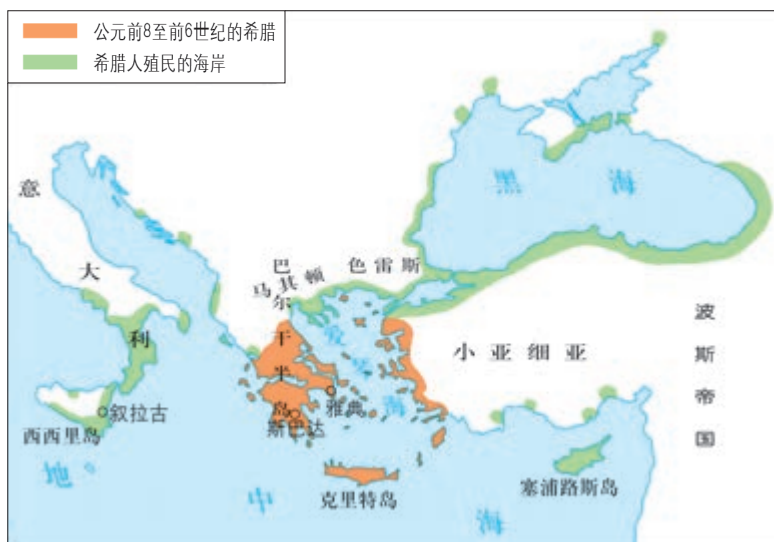 公元前8至前6世纪的希腊
希腊人殖民的海岸
意大利
黑海
巴尔干半岛
马其顿
色雷斯
爱琴海
小亚细亚
波斯帝国
叙拉古
西西里岛
雅典
斯巴达
克里特岛
塞浦路斯岛
地中海